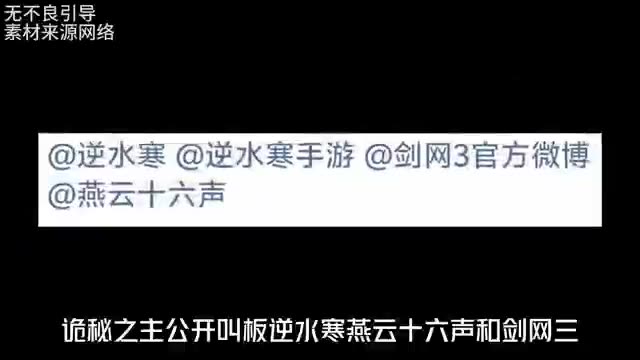 无不良引导
素材来源网络
@逆水寒 @逆水寒手游 @剑网3官方微博
@燕云十六声
诡秘之主公开叫板逆水寒燕云十六声和剑网三